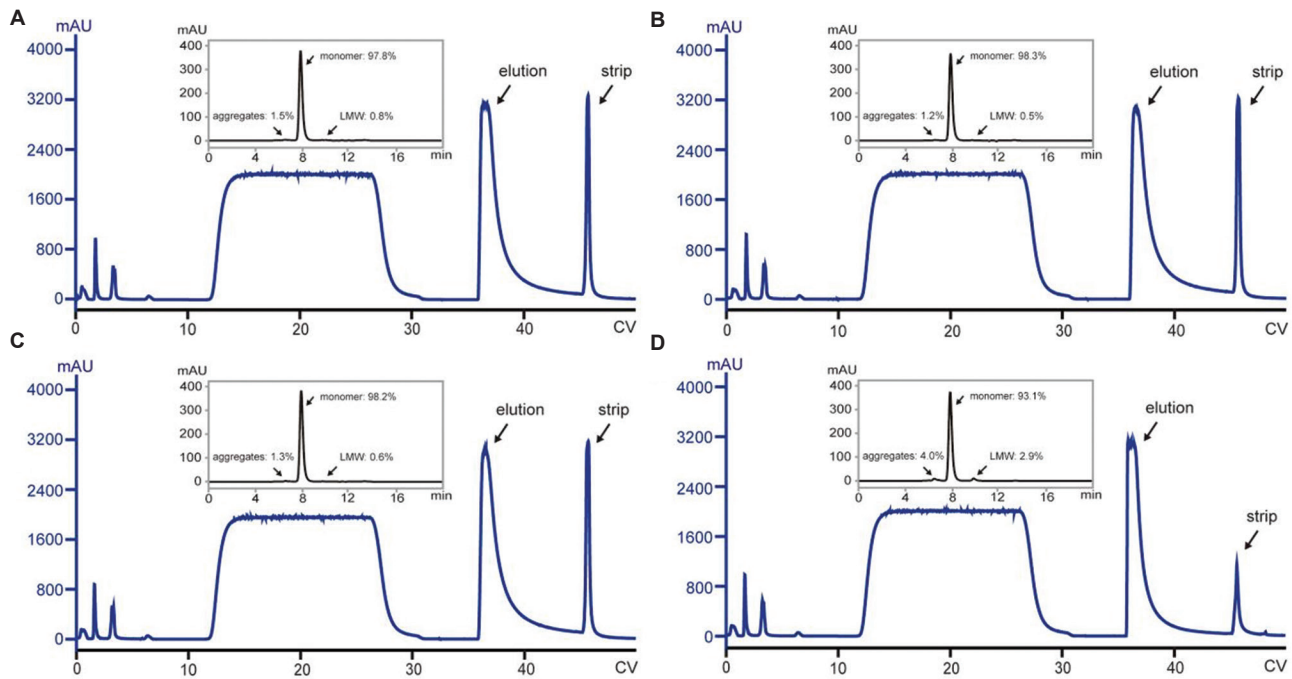 A
mAU
4000
3200
2400
1600
800
0
0 10 20 30 40 CV
mAU
400
300
200
100
0
0 4 8 12 16 min
monomer: 97.8%
aggregates: 1.5%
LMW: 0.8%
elution
strip
B
mAU
4000
3200
2400
1600
800
0
0 10 20 30 40 CV
mAU
400
300
200
100
0
0 4 8 12 16 min
monomer: 98.3%
aggregates: 1.2%
LMW: 0.5%
elution
strip
C
mAU
4000
3200
2400
1600
800
0
0 10 20 30 40 CV
mAU
400
300
200
100
0
0 4 8 12 16 min
monomer: 98.2%
aggregates: 1.3%
LMW: 0.6%
elution
strip
D
mAU
4000
3200
2400
1600
800
0
0 10 20 30 40 CV
mAU
400
300
200
100
0
0 4 8 12 16 min
monomer: 93.1%
aggregates: 4.0%
LMW: 2.9%
elution
strip